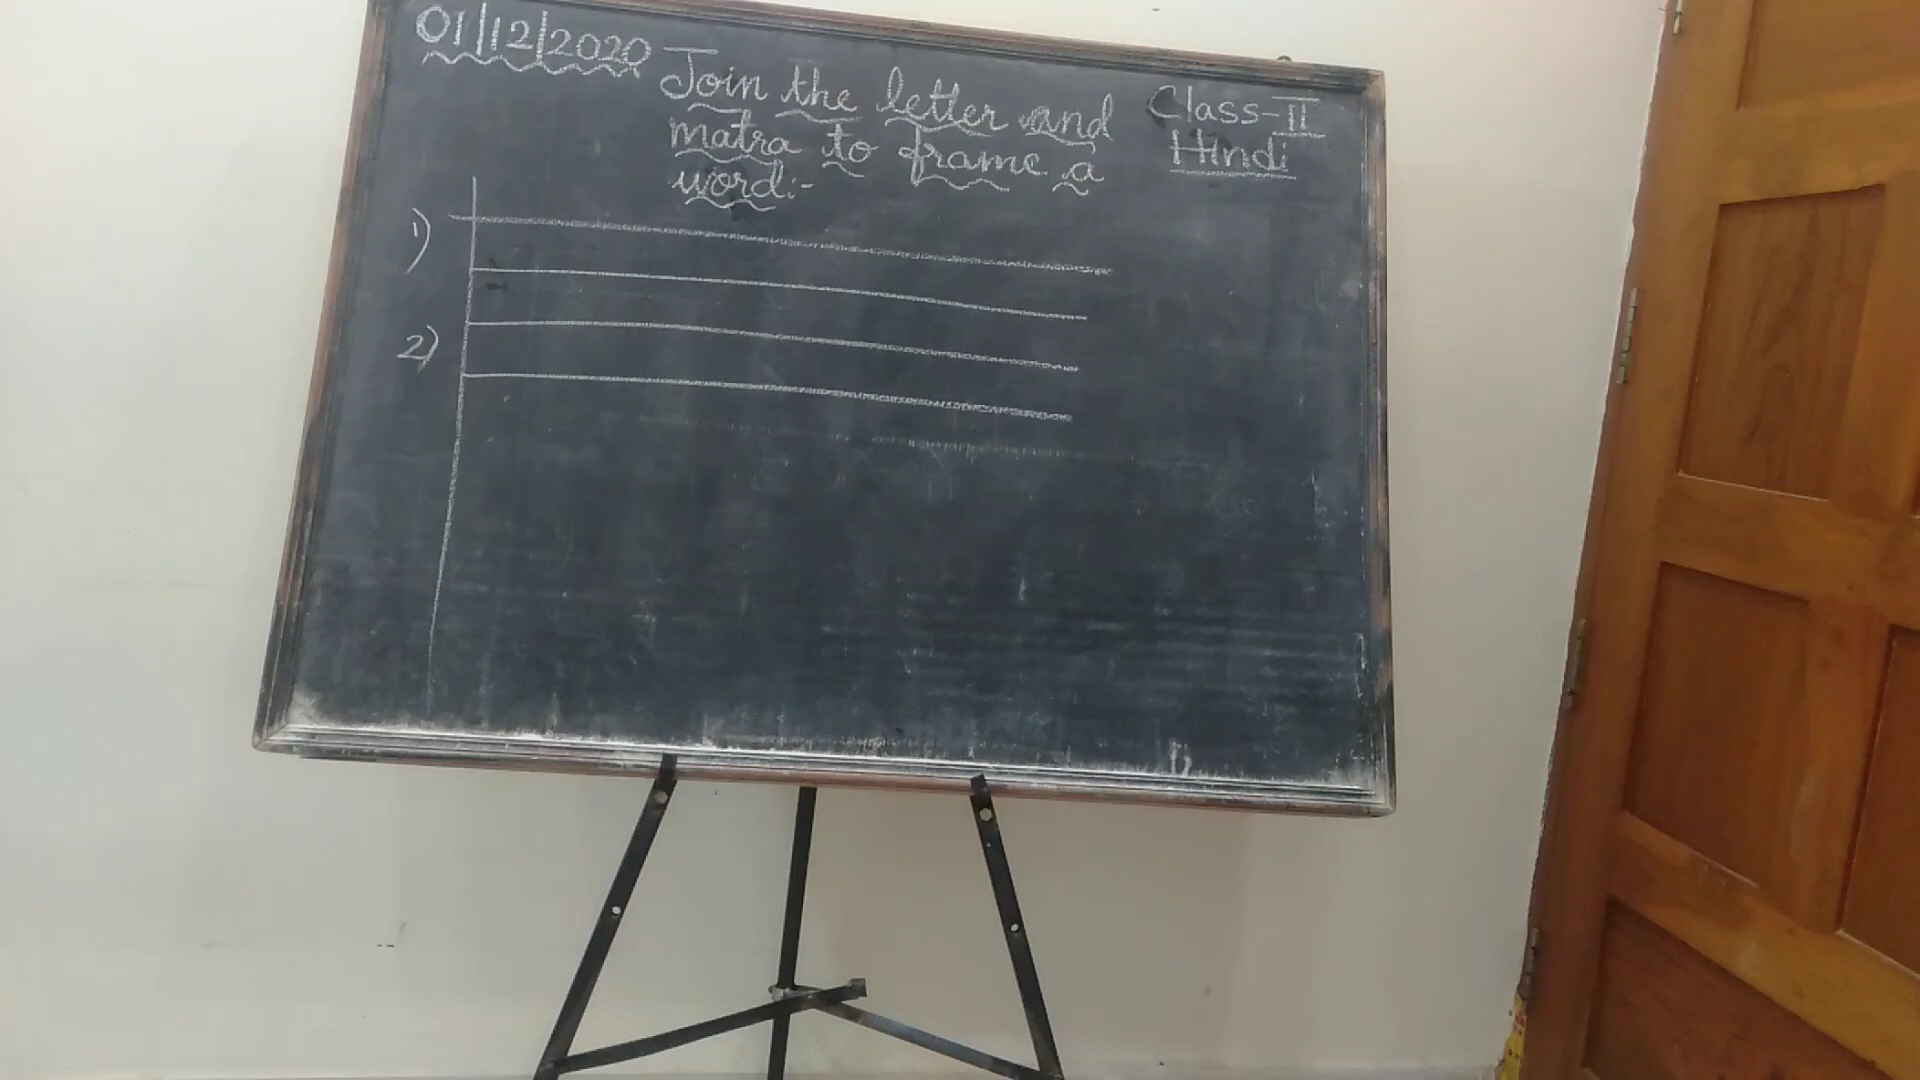 01/12/2020
Join the letter and
matra to frame a
word:-
Class-II
Hindi
1)
2)